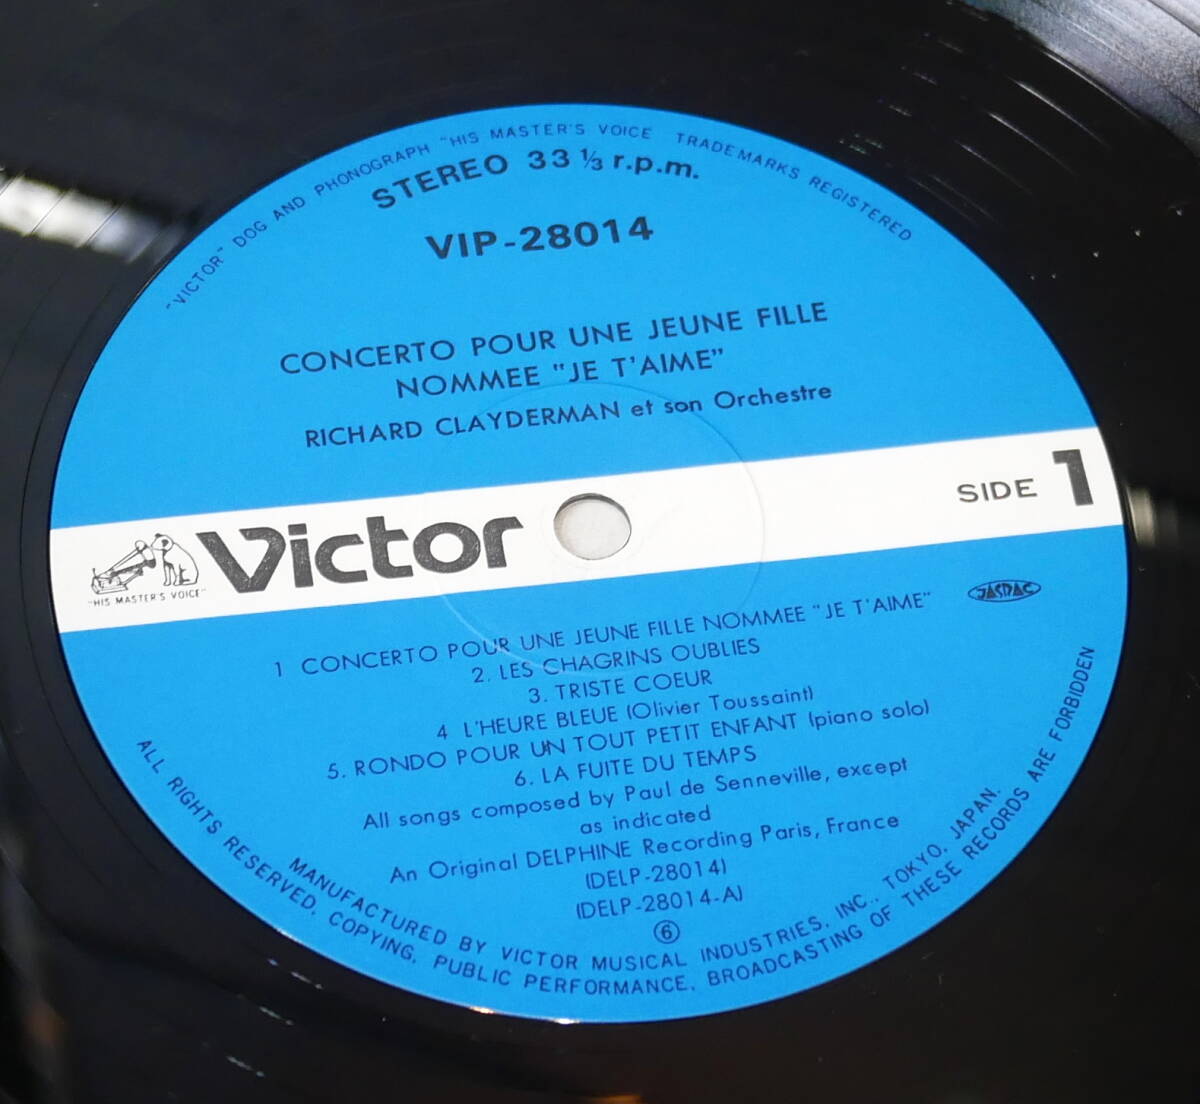 "VICTOR" DOG AND PHONOGRAPH "HIS MASTER'S VOICE TRADEMARKS REGISTERED
STEREO 33 ⅓ r.p.m.
VIP-28014
CONCERTO POUR UNE JEUNE FILLE
NOMMEE "JE T'AIME"
RICHARD CLAYDERMAN et son Orchestre
SIDE 1
Victor
"HIS MASTER'S VOICE"
JASRAC
1 CONCERTO POUR UNE JEUNE FILLE NOMMEE "JE T'AIME"
2. LES CHAGRINS OUBLIES
3. TRISTE COEUR
4 L'HEURE BLEUE (Olivier Toussaint)
5. RONDO POUR UN TOUT PETIT ENFANT (piano solo)
6. LA FUITE DU TEMPS
All songs composed by Paul de Senneville, except
as indicated
An Original DELPHINE Recording Paris, France
(DELP-28014)
(DELP-28014-A)
⑥
MANUFACTURED BY VICTOR MUSICAL INDUSTRIES, INC., TOKYO, JAPAN.
ALL RIGHTS RESERVED, COPYING, PUBLIC PERFORMANCE, BROADCASTING OF THESE RECORDS ARE FORBIDDEN